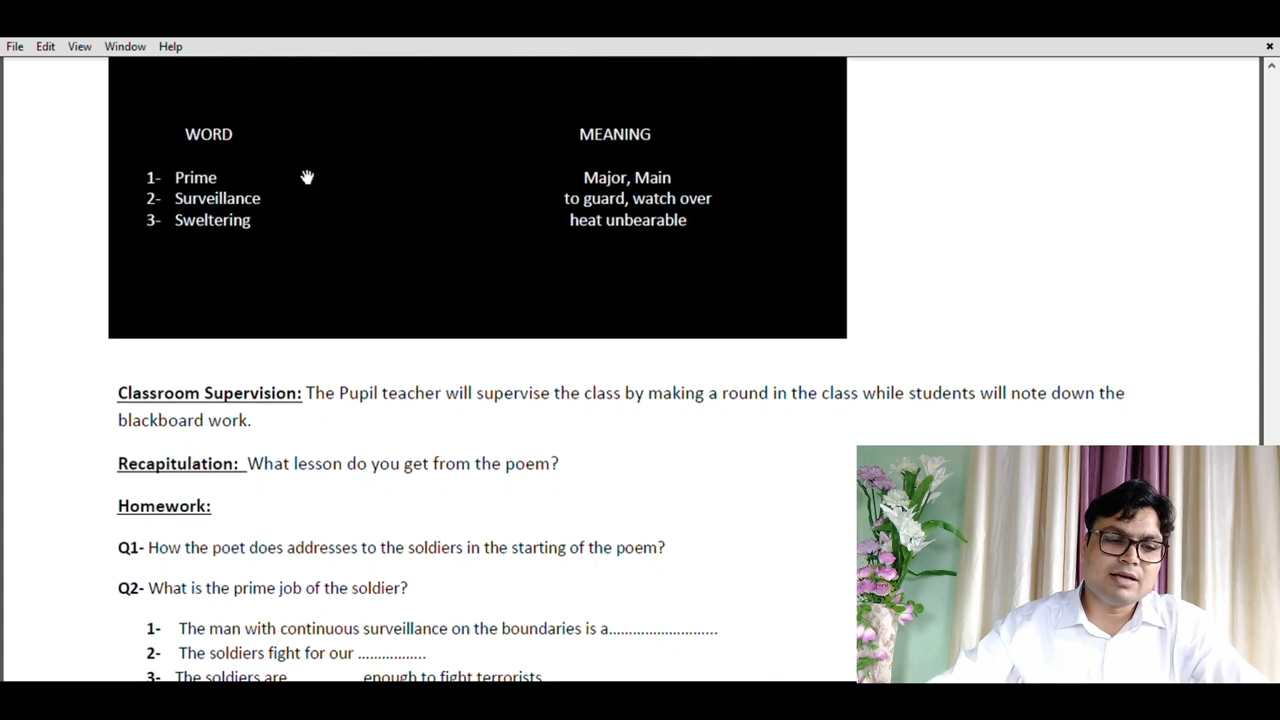 File Edit View Window Help
WORD MEANING
1- Prime Major, Main
2- Surveillance to guard, watch over
3- Sweltering heat unbearable
Classroom Supervision: The Pupil teacher will supervise the class by making a round in the class while students will note down the
blackboard work.
Recapitulation: What lesson do you get from the poem?
Homework:
Q1- How the poet does addresses to the soldiers in the starting of the poem?
Q2- What is the prime job of the soldier?
1- The man with continuous surveillance on the boundaries is a..........................
2- The soldiers fight for our ................
3- The soldiers are ________ enough to fight terrorists